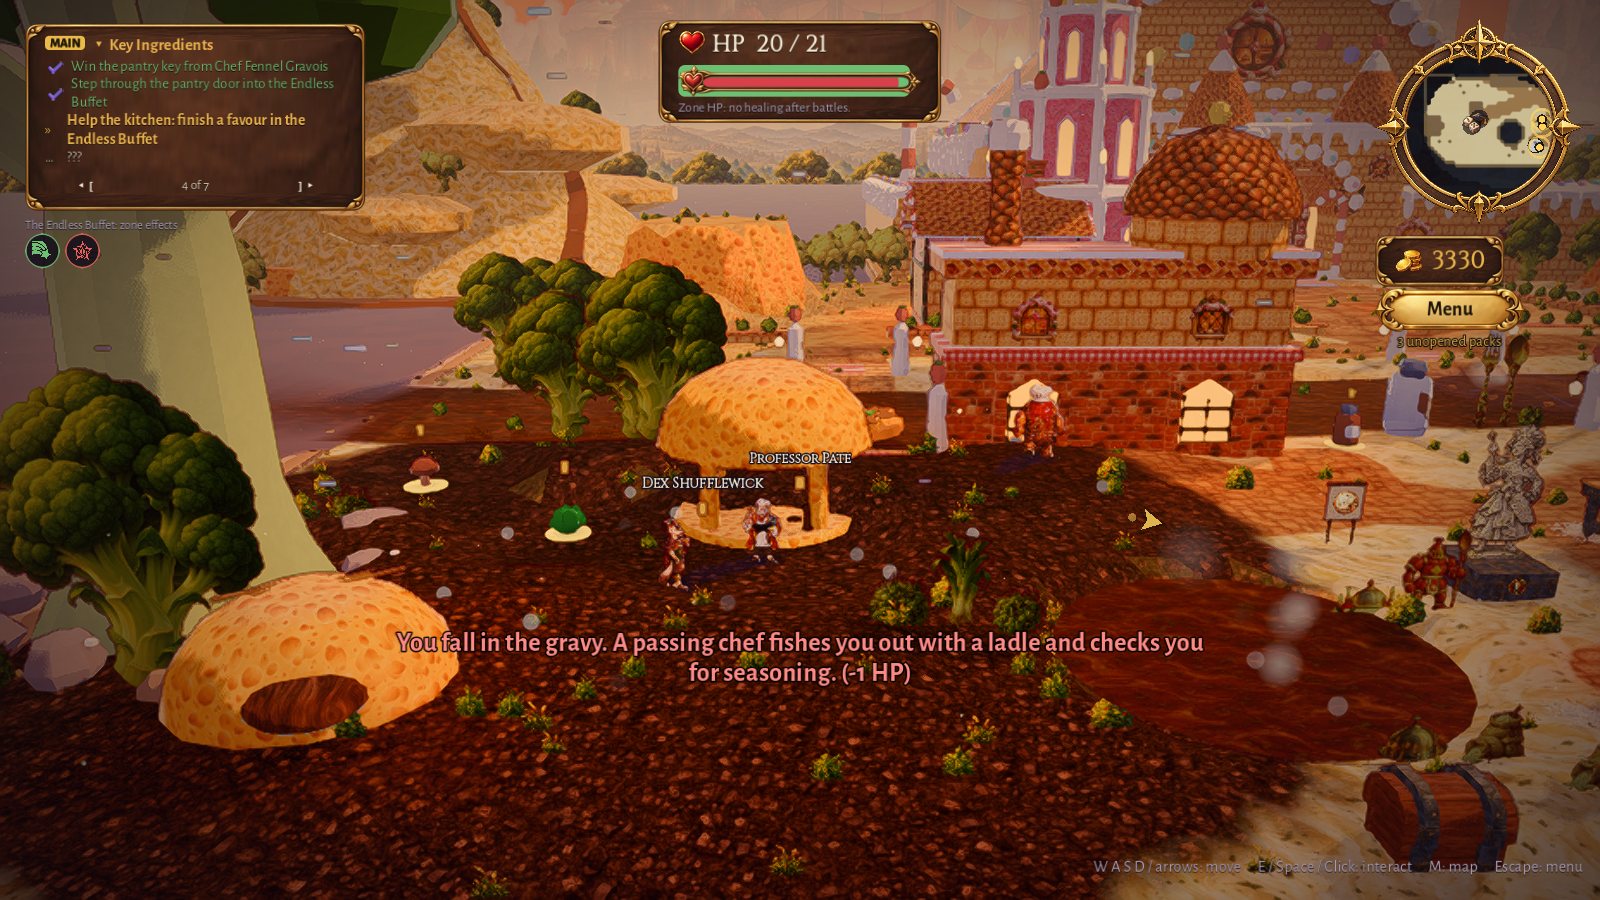 MAIN ▾ Key Ingredients
Win the pantry key from Chef Fennel Gravois
Step through the pantry door into the Endless
Buffet
» Help the kitchen: finish a favour in the
Endless Buffet
... ???
◂ [ 4 of 7 ] ▸
The Endless Buffet: zone effects
HP 20 / 21
Zone HP: no healing after battles.
3330
Menu
3 unopened packs
Professor Pate
Dex Shufflewick
You fall in the gravy. A passing chef fishes you out with a ladle and checks you
for seasoning. (-1 HP)
W A S D / arrows: move E / Space / Click: interact M: map Escape: menu